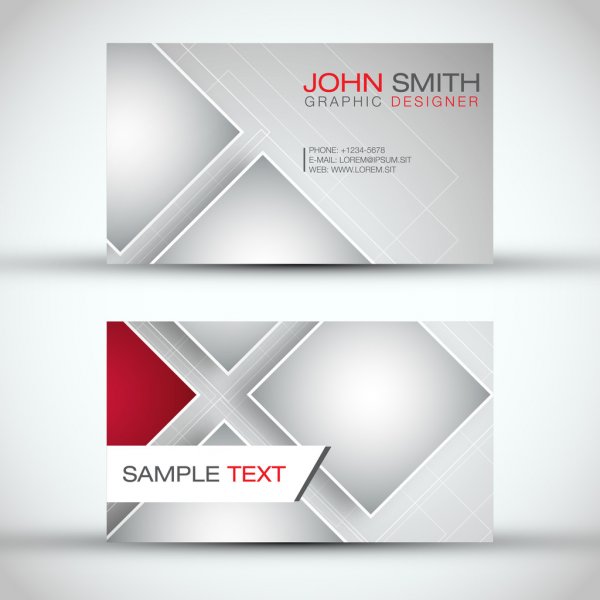 JOHN SMITH
GRAPHIC DESIGNER
PHONE: +1234-5678
E-MAIL: LOREM@IPSUM.SIT
WEB: WWW.LOREM.SIT
SAMPLE TEXT